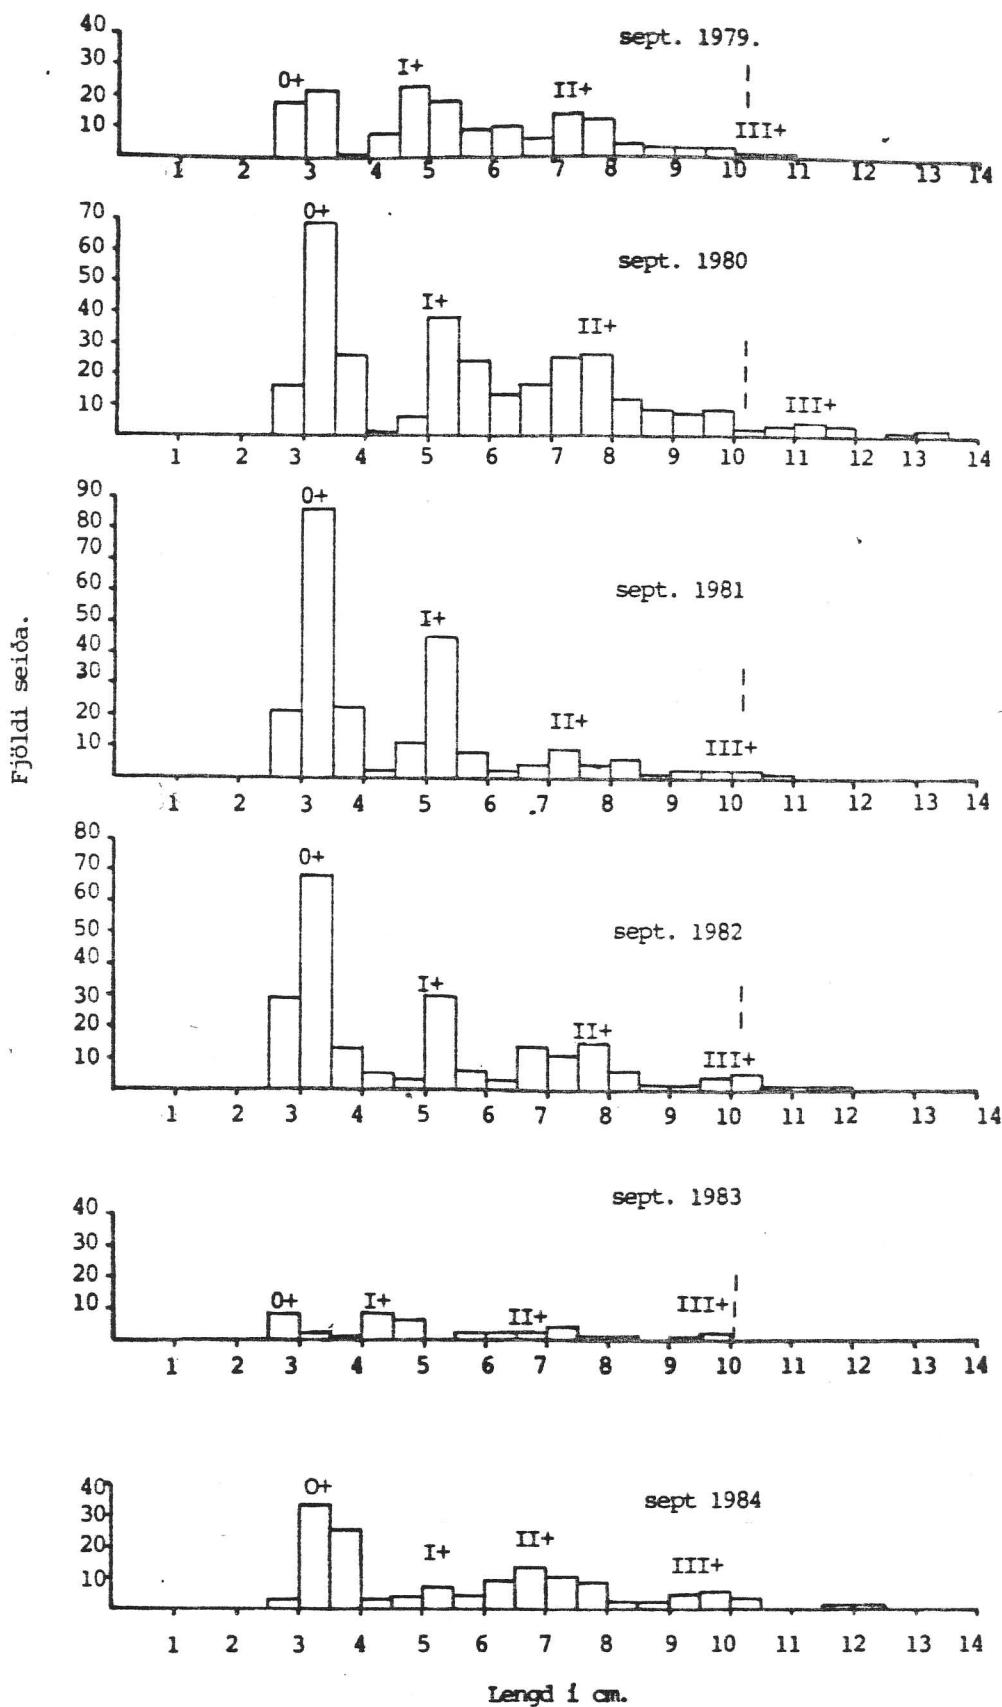 sept. 1979.
40
30
20
10
0+ I+ II+ III+
1 2 3 4 5 6 7 8 9 10 11 12 13 14
sept. 1980
70
60
50
40
30
20
10
0+ I+ II+ III+
1 2 3 4 5 6 7 8 9 10 11 12 13 14
sept. 1981
90
80
70
60
50
40
30
20
10
0+ I+ II+ III+
1 2 3 4 5 6 7 8 9 10 11 12 13 14
Fjöldi seiða.
sept. 1982
80
70
60
50
40
30
20
10
0+ I+ II+ III+
1 2 3 4 5 6 7 8 9 10 11 12 13 14
sept. 1983
40
30
20
10
0+ I+ II+ III+
1 2 3 4 5 6 7 8 9 10 11 12 13 14
sept 1984
40
30
20
10
O+ I+ II+ III+
1 2 3 4 5 6 7 8 9 10 11 12 13 14
Lengd í cm.